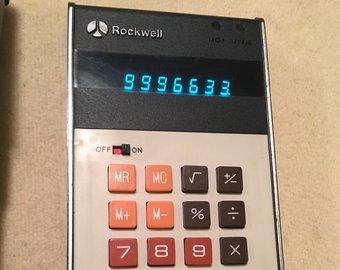 Rockwell
9996633.
OFF ON
MR MC √ +/-
M+ M- % ÷
7 8 9 ×